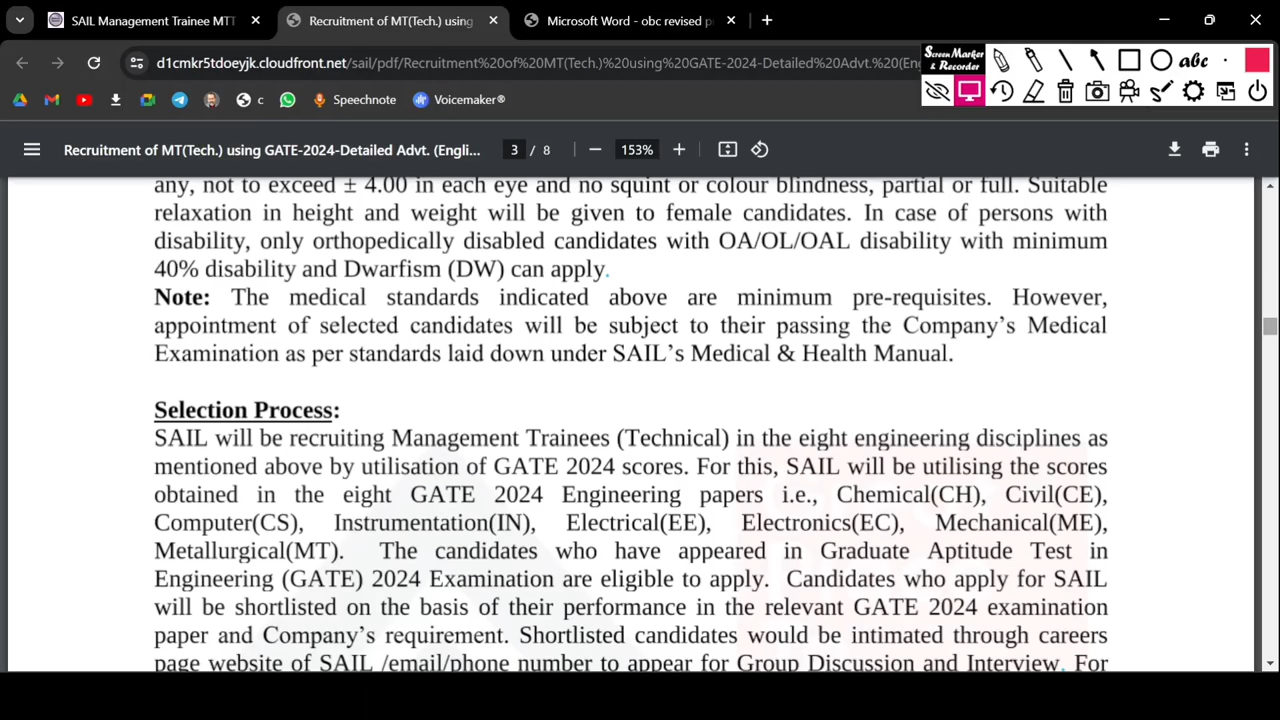 SAIL Management Trainee MTT
Recruitment of MT(Tech.) using
Microsoft Word - obc revised p
d1cmkr5tdoeyjk.cloudfront.net/sail/pdf/Recruitment%20of%20MT(Tech.)%20using%20GATE-2024-Detailed%20Advt.%20(Eng
Screen Marker
& Recorder
abc
c
Speechnote
Voicemaker®
Recruitment of MT(Tech.) using GATE-2024-Detailed Advt. (Engli...
3 / 8
153%
any, not to exceed ± 4.00 in each eye and no squint or colour blindness, partial or full. Suitable
relaxation in height and weight will be given to female candidates. In case of persons with
disability, only orthopedically disabled candidates with OA/OL/OAL disability with minimum
40% disability and Dwarfism (DW) can apply.
Note: The medical standards indicated above are minimum pre-requisites. However,
appointment of selected candidates will be subject to their passing the Company's Medical
Examination as per standards laid down under SAIL's Medical & Health Manual.
Selection Process:
SAIL will be recruiting Management Trainees (Technical) in the eight engineering disciplines as
mentioned above by utilisation of GATE 2024 scores. For this, SAIL will be utilising the scores
obtained in the eight GATE 2024 Engineering papers i.e., Chemical(CH), Civil(CE),
Computer(CS), Instrumentation(IN), Electrical(EE), Electronics(EC), Mechanical(ME),
Metallurgical(MT). The candidates who have appeared in Graduate Aptitude Test in
Engineering (GATE) 2024 Examination are eligible to apply. Candidates who apply for SAIL
will be shortlisted on the basis of their performance in the relevant GATE 2024 examination
paper and Company's requirement. Shortlisted candidates would be intimated through careers
page website of SAIL /email/phone number to appear for Group Discussion and Interview. For